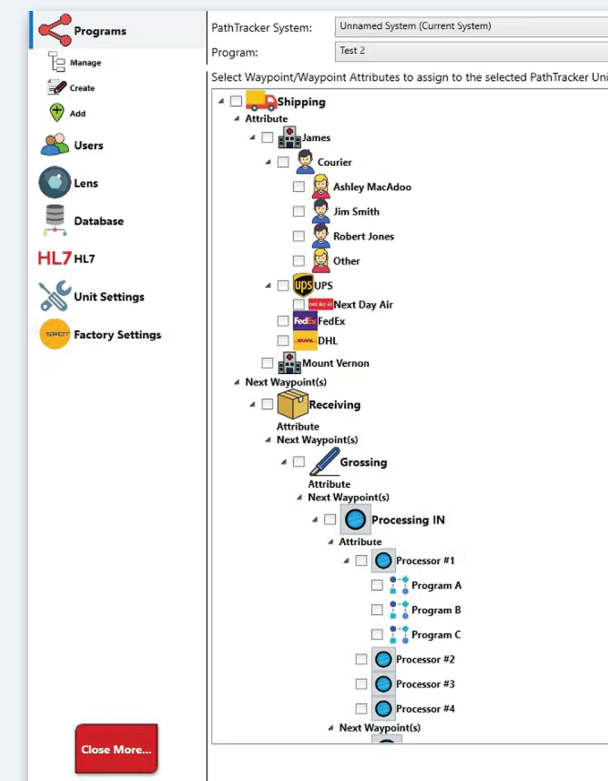 Programs
Manage
Create
Add
Users
Lens
Database
HL7 HL7
Unit Settings
Factory Settings
Close More...
PathTracker System: Unnamed System (Current System)
Program: Test 2
Select Waypoint/Waypoint Attributes to assign to the selected PathTracker Uni
Shipping
Attribute
James
Courier
Ashley MacAdoo
Jim Smith
Robert Jones
Other
ups UPS
Next Day Air
FedEx FedEx
DHL
Mount Vernon
Next Waypoint(s)
Receiving
Attribute
Next Waypoint(s)
Grossing
Attribute
Next Waypoint(s)
Processing IN
Attribute
Processor #1
Program A
Program B
Program C
Processor #2
Processor #3
Processor #4
Next Waypoint(s)